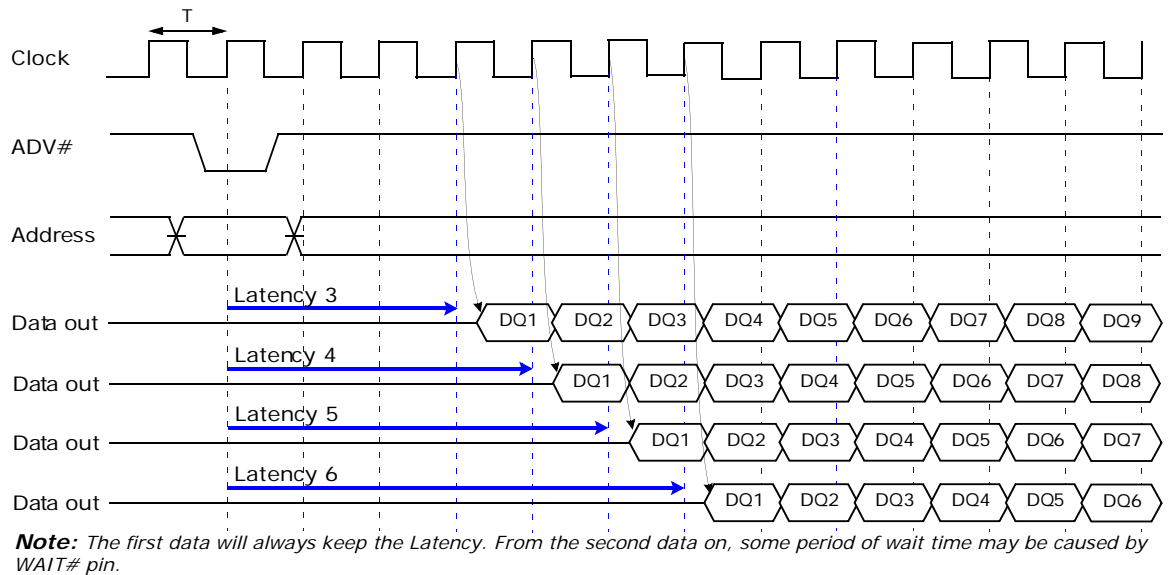 T
Clock
ADV#
Address
Latency 3
Data out DQ1 DQ2 DQ3 DQ4 DQ5 DQ6 DQ7 DQ8 DQ9
Latency 4
Data out DQ1 DQ2 DQ3 DQ4 DQ5 DQ6 DQ7 DQ8
Latency 5
Data out DQ1 DQ2 DQ3 DQ4 DQ5 DQ6 DQ7
Latency 6
Data out DQ1 DQ2 DQ3 DQ4 DQ5 DQ6
Note: The first data will always keep the Latency. From the second data on, some period of wait time may be caused by
WAIT# pin.